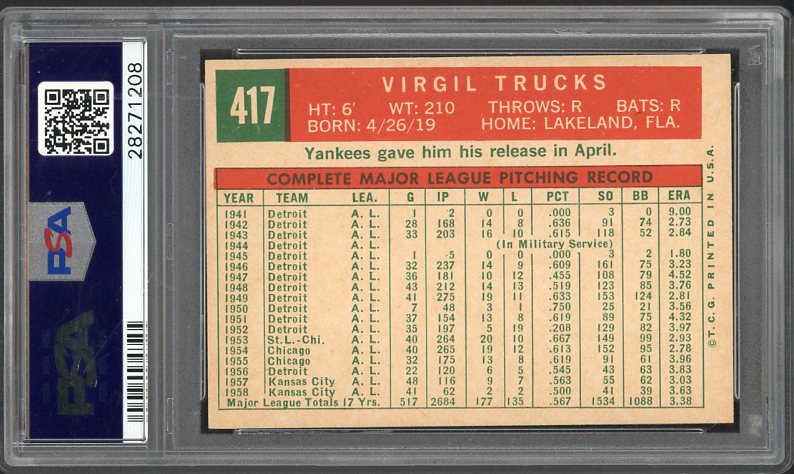 417
VIRGIL TRUCKS
HT: 6' WT: 210 THROWS: R BATS: R
BORN: 4/26/19 HOME: LAKELAND, FLA.
Yankees gave him his release in April.
COMPLETE MAJOR LEAGUE PITCHING RECORD
YEAR TEAM LEA. G IP W L PCT SO BB ERA
1941 Detroit A. L. 1 2 0 0 .000 3 0 9.00
1942 Detroit A. L. 28 168 14 8 .636 91 74 2.73
1943 Detroit A. L. 33 203 16 10 .615 118 52 2.84
1944 Detroit A. L. (In Military Service)
1945 Detroit A. L. 1 5 0 0 .000 3 2 1.80
1946 Detroit A. L. 32 237 14 9 .609 161 75 3.23
1947 Detroit A. L. 36 181 10 12 .455 108 79 4.52
1948 Detroit A. L. 43 212 14 13 .519 123 85 3.76
1949 Detroit A. L. 41 275 19 11 .633 153 124 2.81
1950 Detroit A. L. 7 48 3 1 .750 25 21 3.56
1951 Detroit A. L. 37 154 13 8 .619 89 75 4.32
1952 Detroit A. L. 35 197 5 19 .208 129 82 3.97
1953 St.L.-Chi. A. L. 40 264 20 10 .667 149 99 2.93
1954 Chicago A. L. 40 265 19 12 .613 152 95 2.78
1955 Chicago A. L. 32 175 13 8 .619 91 61 3.96
1956 Detroit A. L. 22 120 6 5 .545 43 63 3.83
1957 Kansas City A. L. 48 116 9 7 .563 55 62 3.03
1958 Kansas City A. L. 41 62 2 2 .500 41 39 3.63
Major League Totals 17 Yrs. 517 2684 177 135 .567 1534 1088 3.38
©T.C.G. PRINTED IN U.S.A.
28271208
PSA
PSA